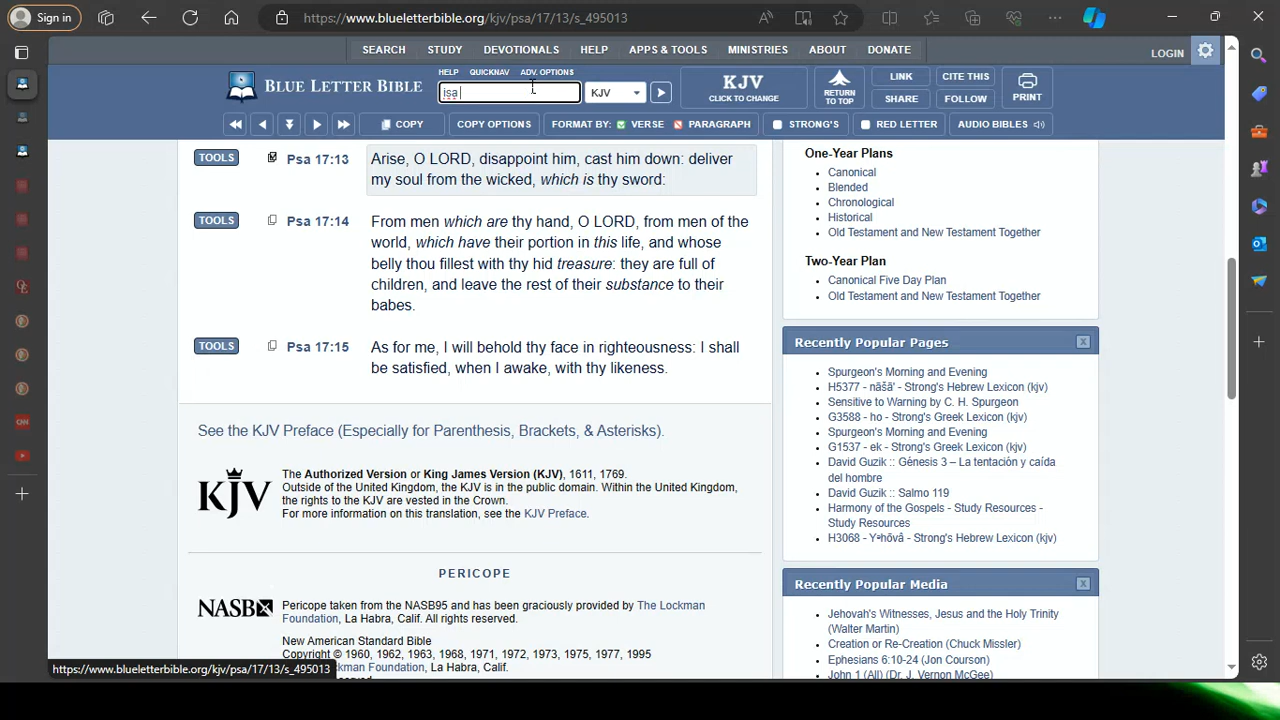 Sign in
https://www.blueletterbible.org/kjv/psa/17/13/s_495013
SEARCH STUDY DEVOTIONALS HELP APPS & TOOLS MINISTRIES ABOUT DONATE
LOGIN
BLUE LETTER BIBLE
HELP QUICKNAV ADV. OPTIONS
isa
KJV
KJV
CLICK TO CHANGE
RETURN
TO TOP
LINK
CITE THIS
SHARE
FOLLOW
PRINT
COPY COPY OPTIONS FORMAT BY: VERSE PARAGRAPH STRONG'S RED LETTER AUDIO BIBLES
TOOLS Psa 17:13 Arise, O LORD, disappoint him, cast him down: deliver
my soul from the wicked, which is thy sword:
TOOLS Psa 17:14 From men which are thy hand, O LORD, from men of the
world, which have their portion in this life, and whose
belly thou fillest with thy hid treasure: they are full of
children, and leave the rest of their substance to their
babes.
TOOLS Psa 17:15 As for me, I will behold thy face in righteousness: I shall
be satisfied, when I awake, with thy likeness.
See the KJV Preface (Especially for Parenthesis, Brackets, & Asterisks).
KJV
The Authorized Version or King James Version (KJV), 1611, 1769.
Outside of the United Kingdom, the KJV is in the public domain. Within the United Kingdom,
the rights to the KJV are vested in the Crown.
For more information on this translation, see the KJV Preface.
PERICOPE
NASB
Pericope taken from the NASB95 and has been graciously provided by The Lockman
Foundation, La Habra, Calif. All rights reserved.
New American Standard Bible
Copyright © 1960, 1962, 1963, 1968, 1971, 1972, 1973, 1975, 1977, 1995
ckman Foundation, La Habra, Calif.
One-Year Plans
Canonical
Blended
Chronological
Historical
Old Testament and New Testament Together
Two-Year Plan
Canonical Five Day Plan
Old Testament and New Testament Together
Recently Popular Pages X
Spurgeon's Morning and Evening
H5377 - nāšā' - Strong's Hebrew Lexicon (kjv)
Sensitive to Warning by C. H. Spurgeon
G3588 - ho - Strong's Greek Lexicon (kjv)
Spurgeon's Morning and Evening
G1537 - ek - Strong's Greek Lexicon (kjv)
David Guzik :: Génesis 3 – La tentación y caída
del hombre
David Guzik :: Salmo 119
Harmony of the Gospels - Study Resources -
Study Resources
H3068 - Yᵊhōvâ - Strong's Hebrew Lexicon (kjv)
Recently Popular Media X
Jehovah's Witnesses, Jesus and the Holy Trinity
(Walter Martin)
Creation or Re-Creation (Chuck Missler)
Ephesians 6:10-24 (Jon Courson)
John 1 (All) (Dr. J. Vernon McGee)
CNN
https://www.blueletterbible.org/kjv/psa/17/13/s_495013